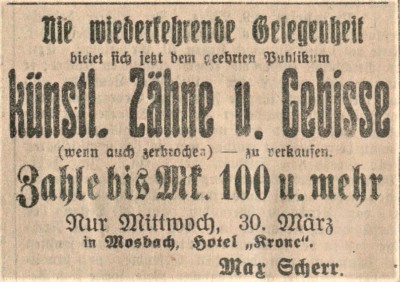 Nie wiederkehrende Gelegenheit
bietet sich jetzt dem geehrten Publikum
künstl. Zähne u. Gebisse
(wenn auch zerbrochen) — zu verkaufen.
Zahle bis Mk. 100 u. mehr
Nur Mittwoch, 30. März
in Mosbach, Hotel „Krone“.
Max Scherr.